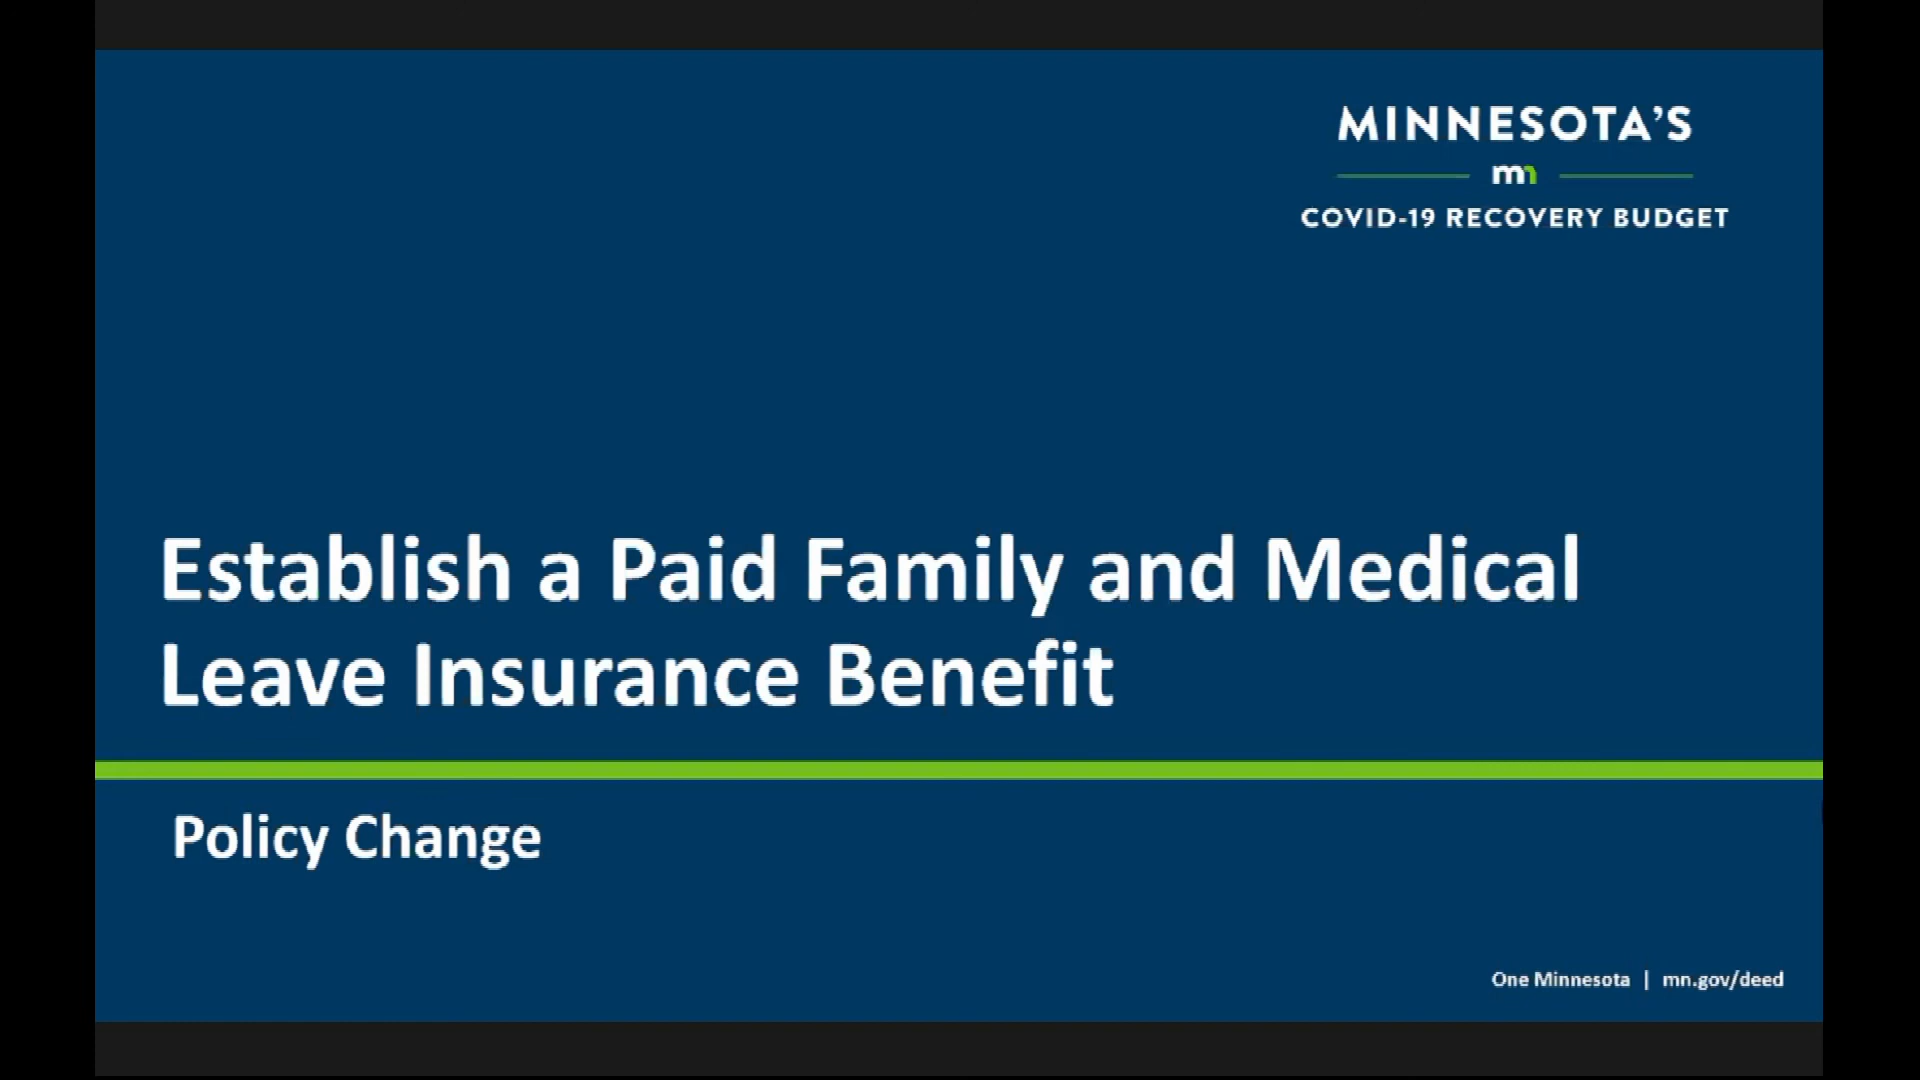 MINNESOTA'S
mn
COVID-19 RECOVERY BUDGET
Establish a Paid Family and Medical
Leave Insurance Benefit
Policy Change
One Minnesota | mn.gov/deed